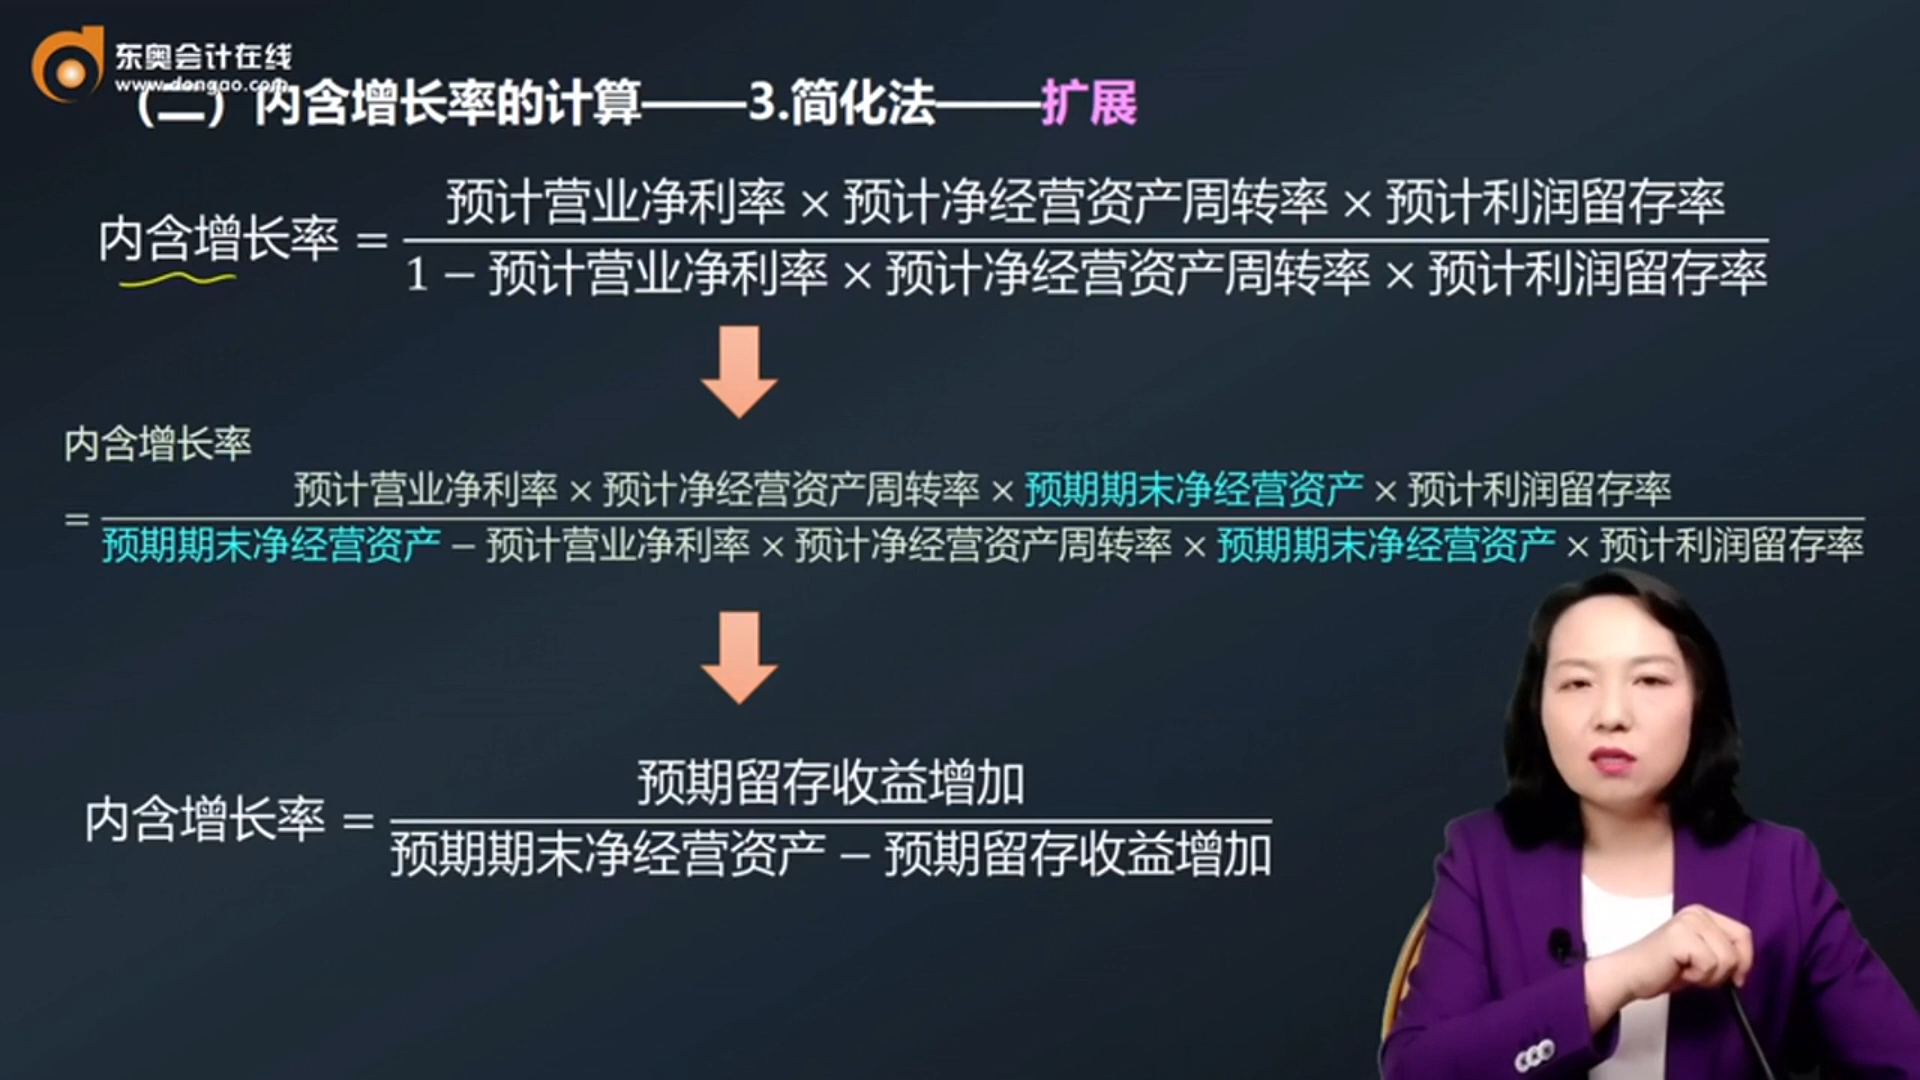 东奥会计在线
www.dongao.com
（二）内含增长率的计算——3.简化法——扩展
预计营业净利率 × 预计净经营资产周转率 × 预计利润留存率
内含增长率 =
1 − 预计营业净利率 × 预计净经营资产周转率 × 预计利润留存率
内含增长率
预计营业净利率 × 预计净经营资产周转率 × 预期期末净经营资产 × 预计利润留存率
=
预期期末净经营资产 − 预计营业净利率 × 预计净经营资产周转率 × 预期期末净经营资产 × 预计利润留存率
预期留存收益增加
内含增长率 =
预期期末净经营资产 − 预期留存收益增加